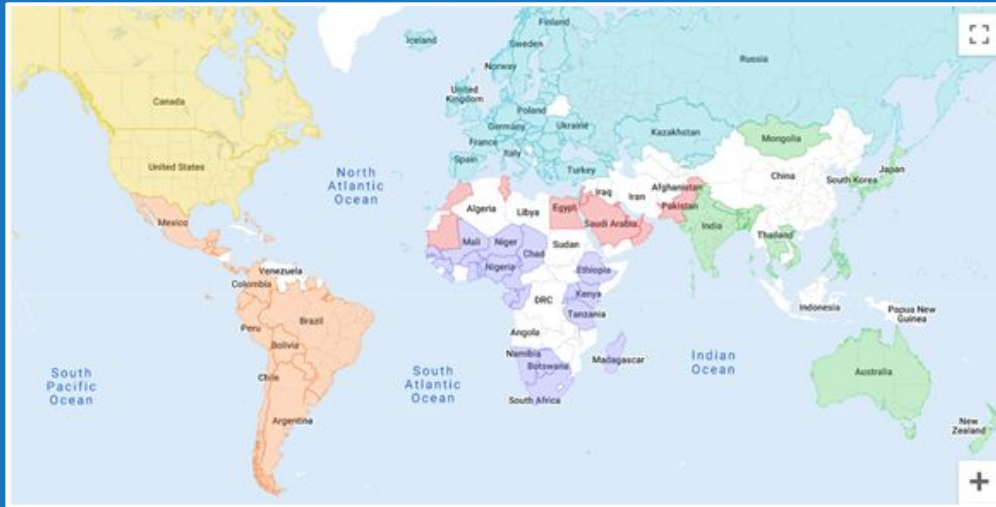 Finland
Iceland
Sweden
Russia
Norway
United
Kingdom
Canada
Poland
Germany
Ukraine
Kazakhstan
Mongolia
France
Italy
United States
Spain
Turkey
Japan
China
South Korea
North
Atlantic
Ocean
Iraq
Iran
Afghanistan
Algeria
Libya
Egypt
Pakistan
Saudi Arabia
Mexico
India
Mali
Niger
Sudan
Thailand
Chad
Venezuela
Nigeria
Ethiopia
Colombia
Kenya
DRC
Indonesia
Papua New
Guinea
Brazil
Tanzania
Peru
Angola
Bolivia
Namibia
Madagascar
Indian
Ocean
Botswana
South
Pacific
Ocean
Chile
South
Atlantic
Ocean
Australia
South Africa
Argentina
New
Zealand